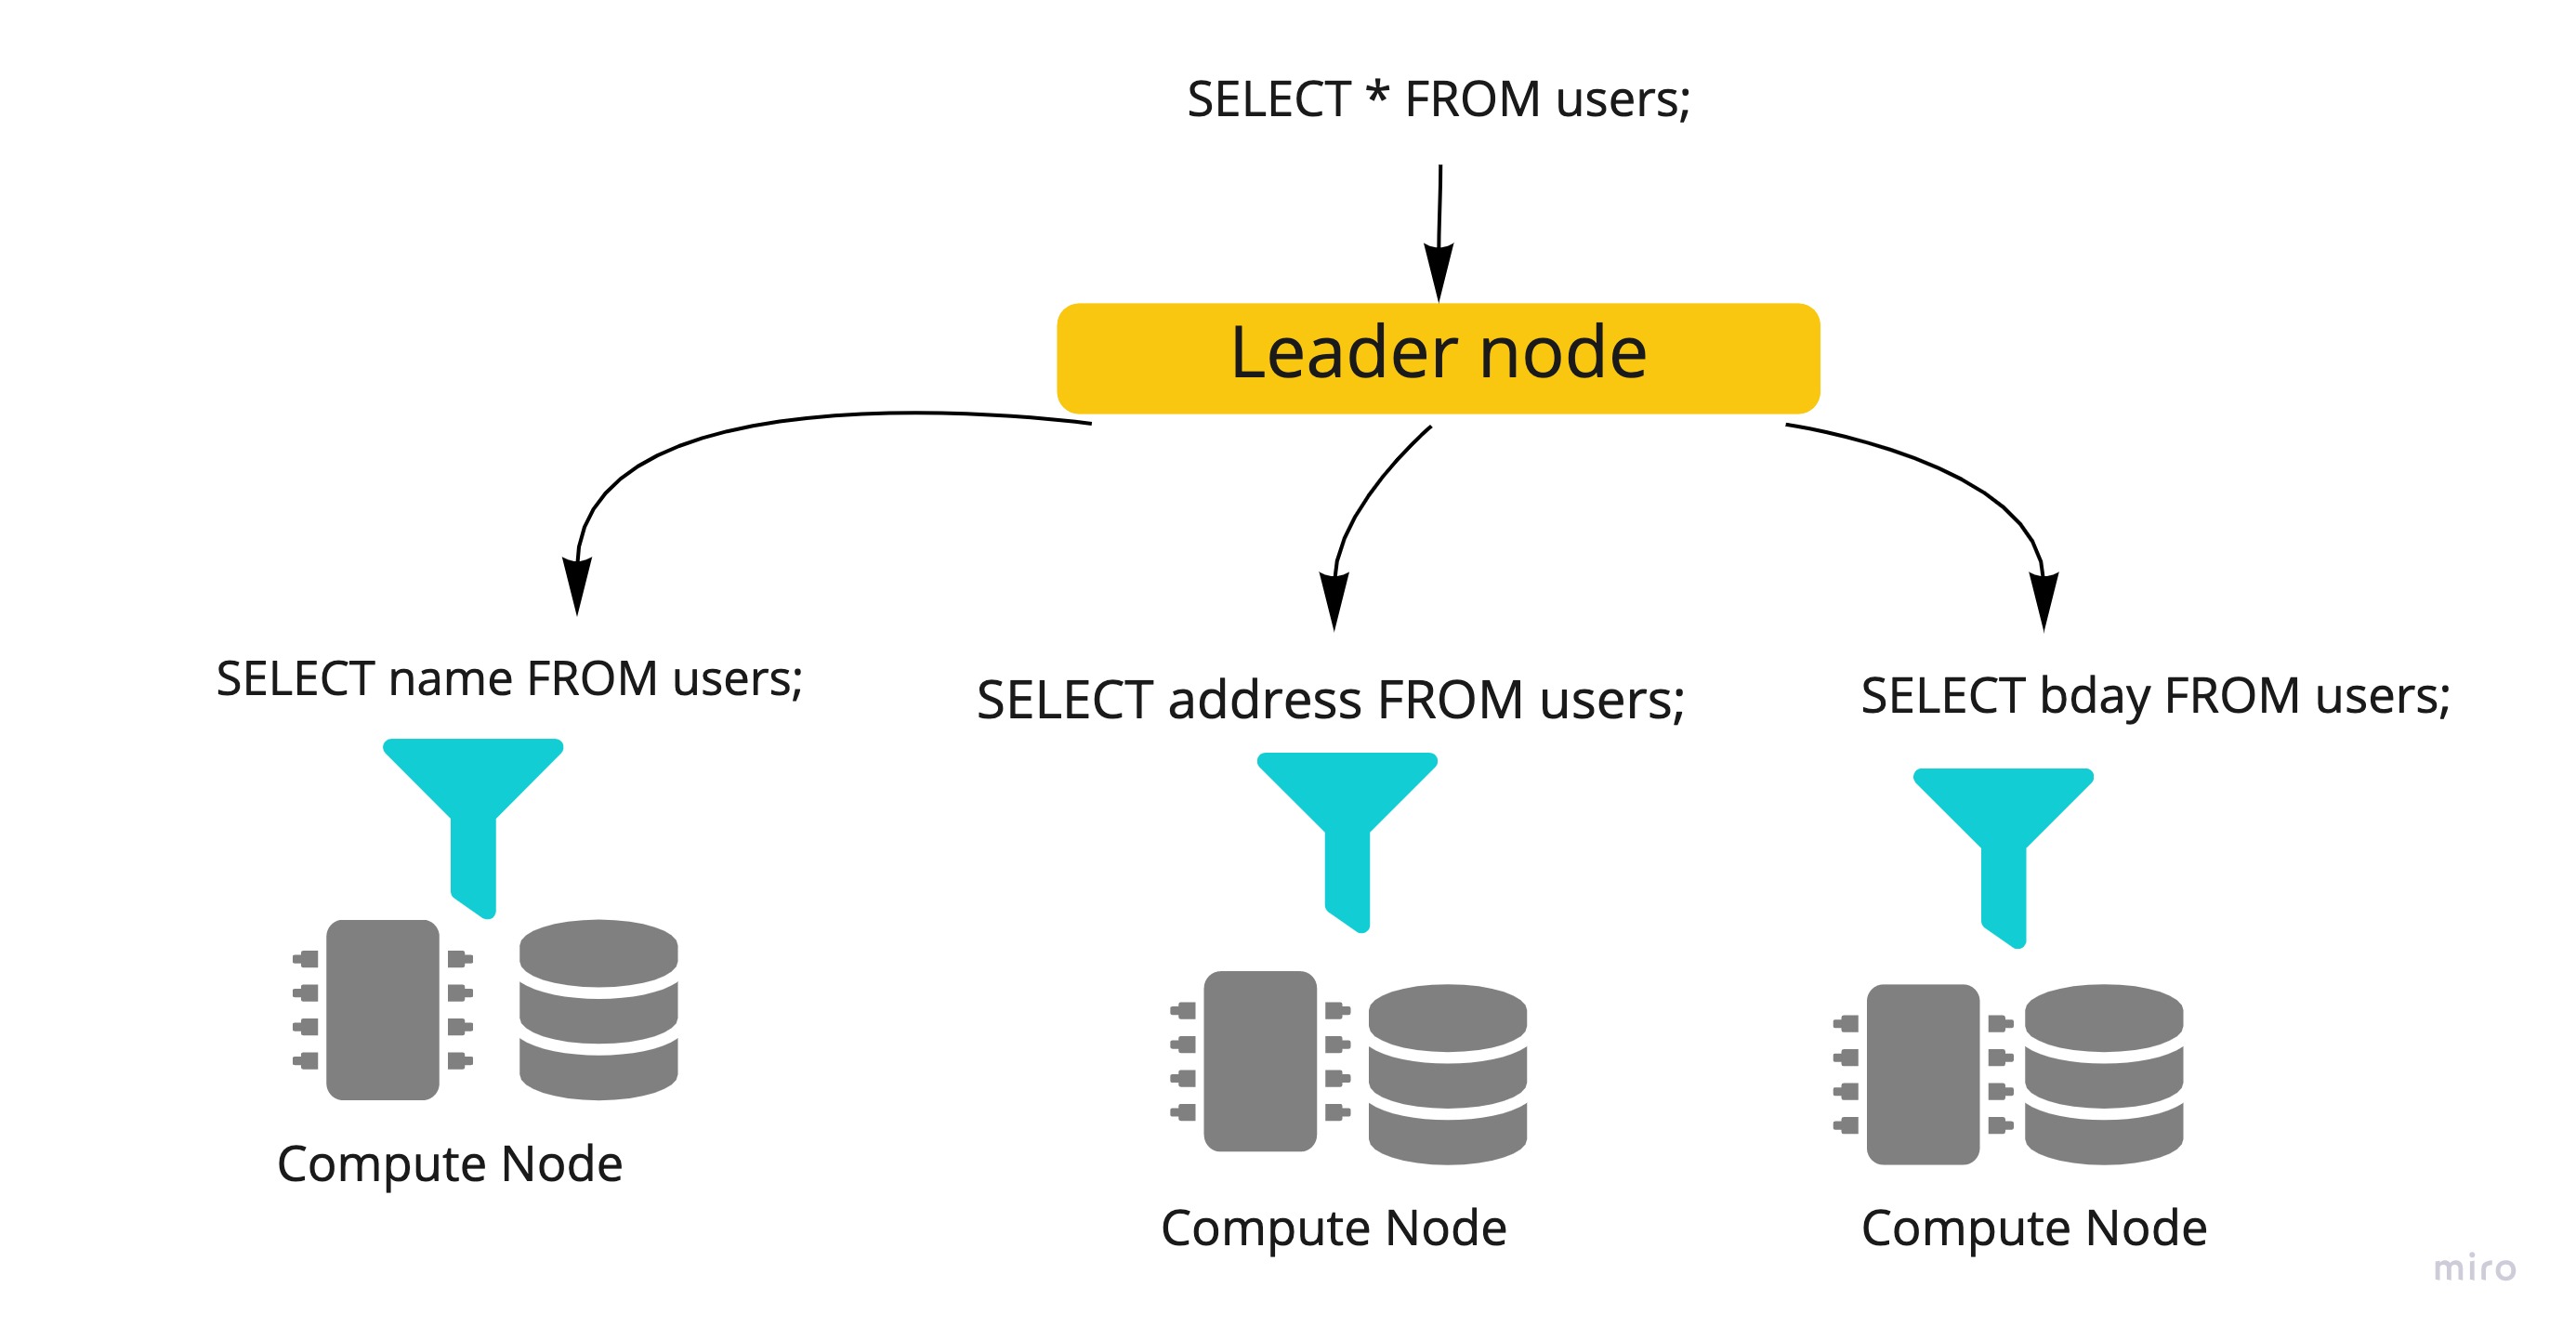 SELECT * FROM users;
Leader node
SELECT name FROM users;
SELECT address FROM users;
SELECT bday FROM users;
Compute Node
Compute Node
Compute Node
miro